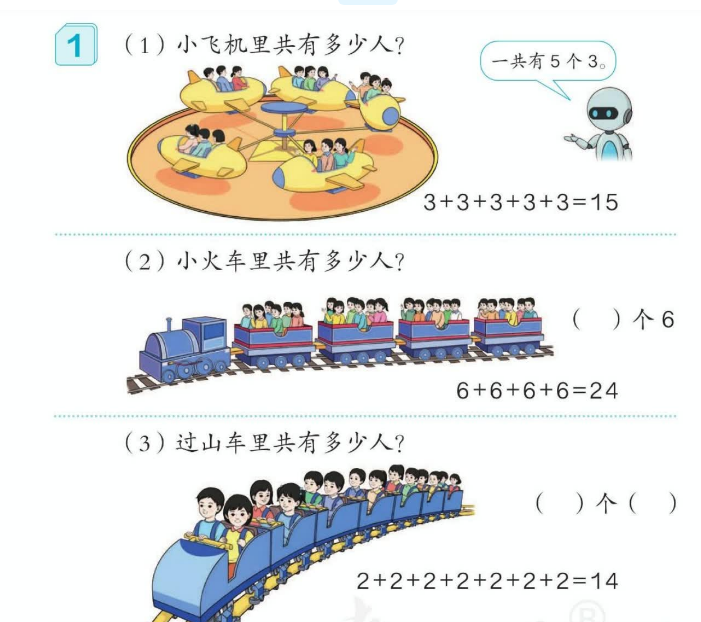 1
（1）小飞机里共有多少人？
一共有5个3。
3+3+3+3+3=15
（2）小火车里共有多少人？
（　）个6
6+6+6+6=24
（3）过山车里共有多少人？
（　）个（　）
2+2+2+2+2+2+2=14
®